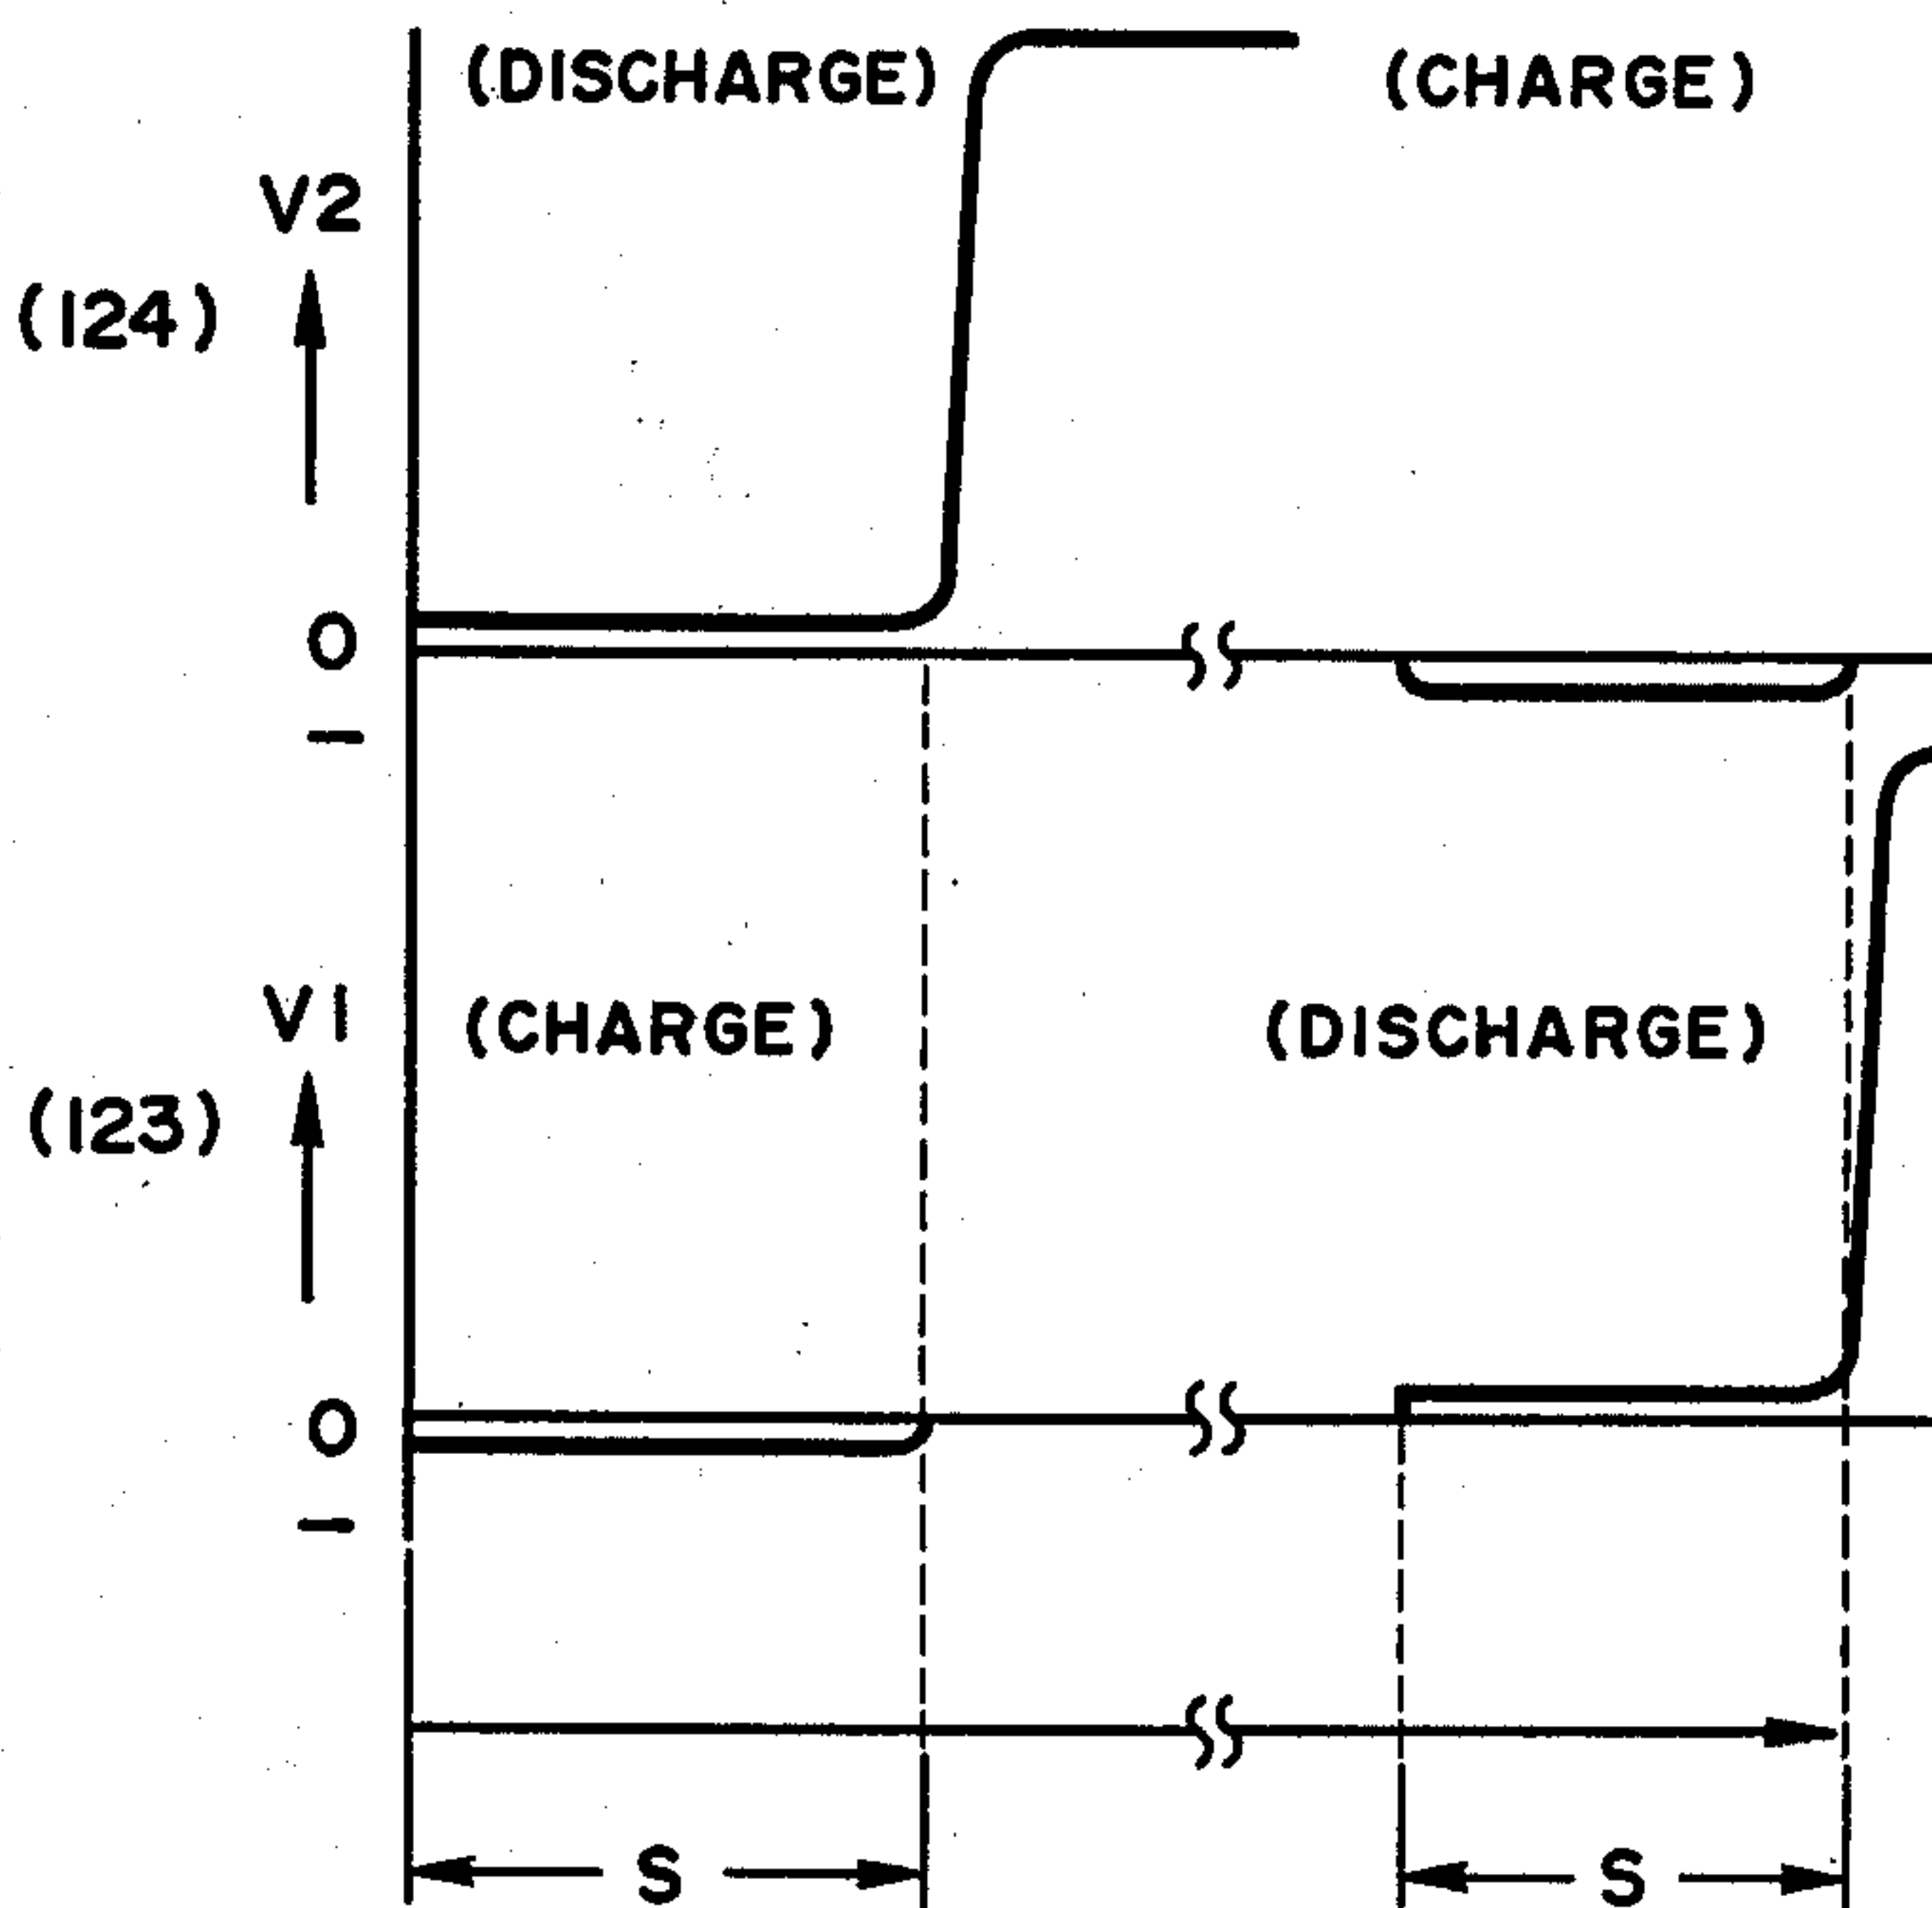 (DISCHARGE)
(CHARGE)
V2
(124)
0
–
V1
(CHARGE)
(DISCHARGE)
(123)
0
–
S
S